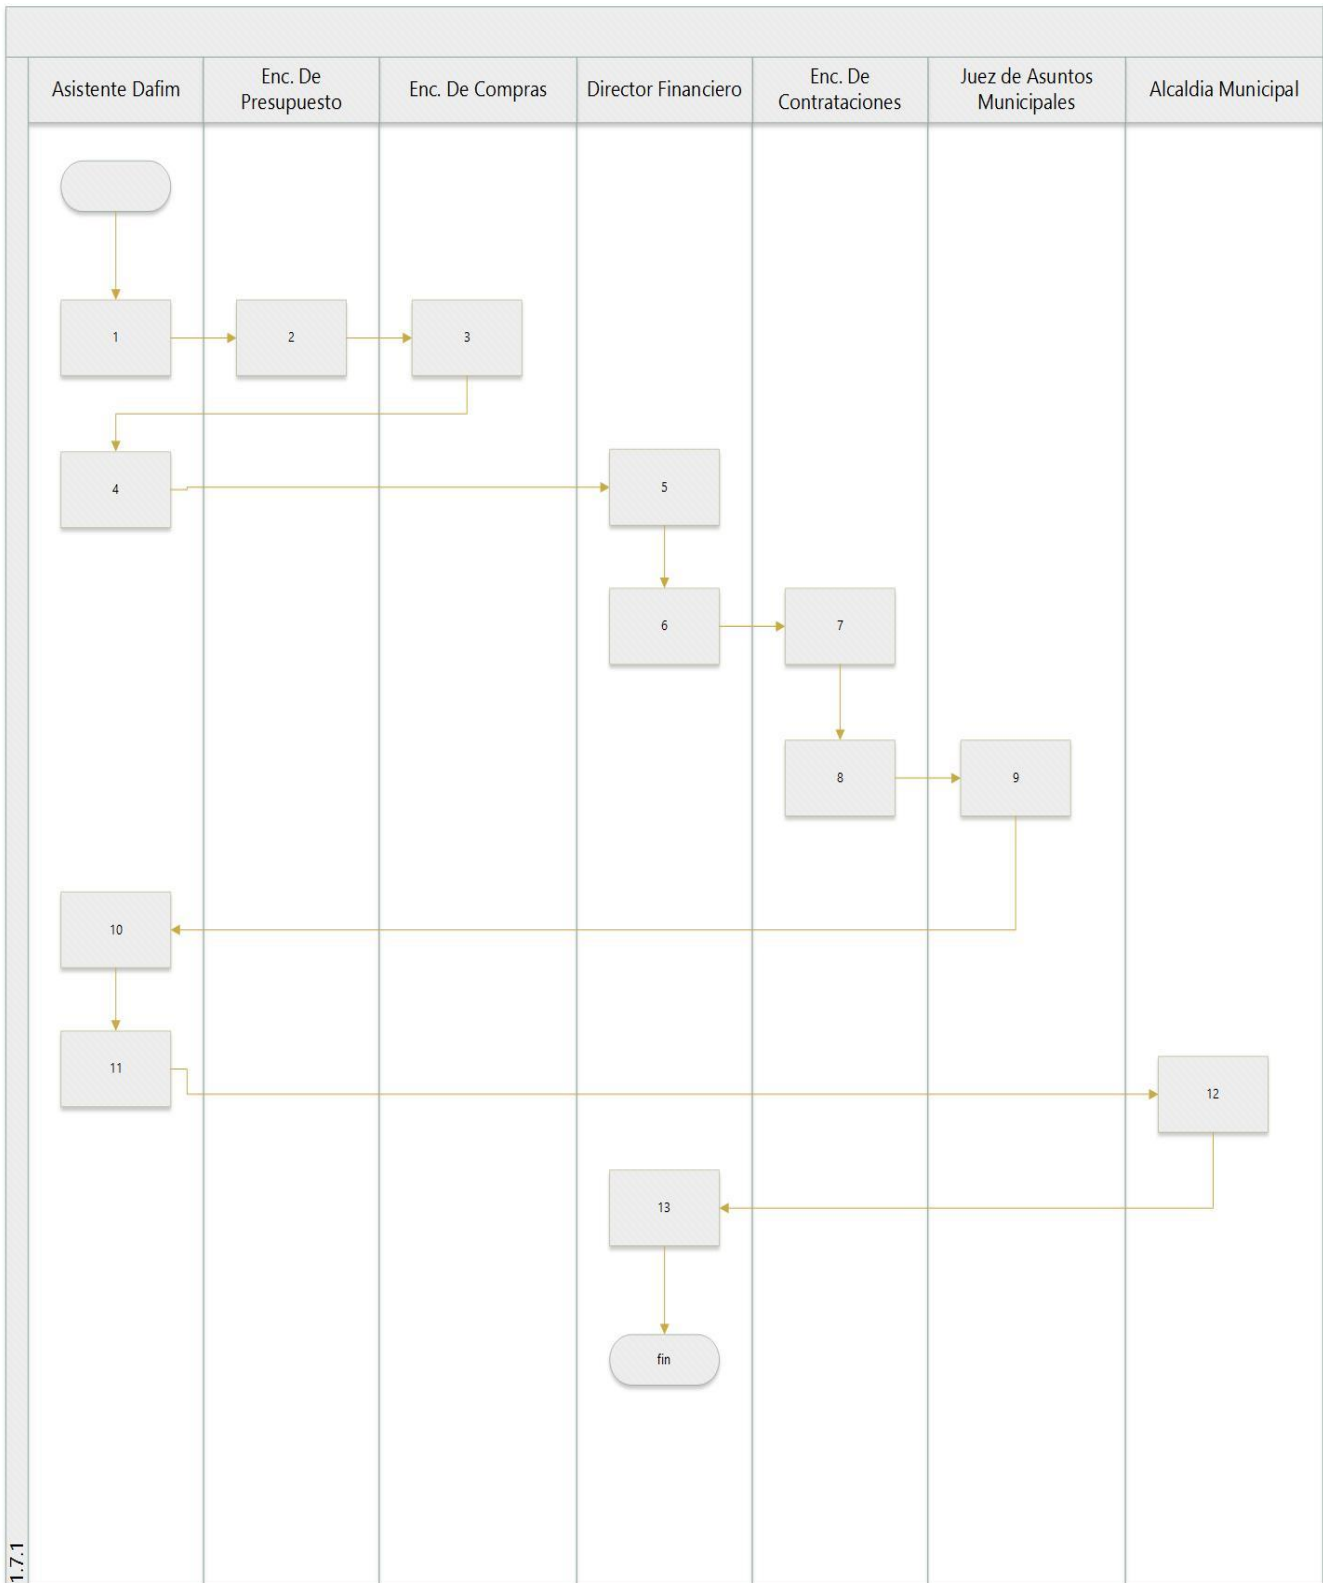 Asistente Dafim
Enc. De
Presupuesto
Enc. De Compras
Director Financiero
Enc. De
Contrataciones
Juez de Asuntos
Municipales
Alcaldia Municipal
1
2
3
4
5
6
7
8
9
10
11
12
13
fin
1.7.1